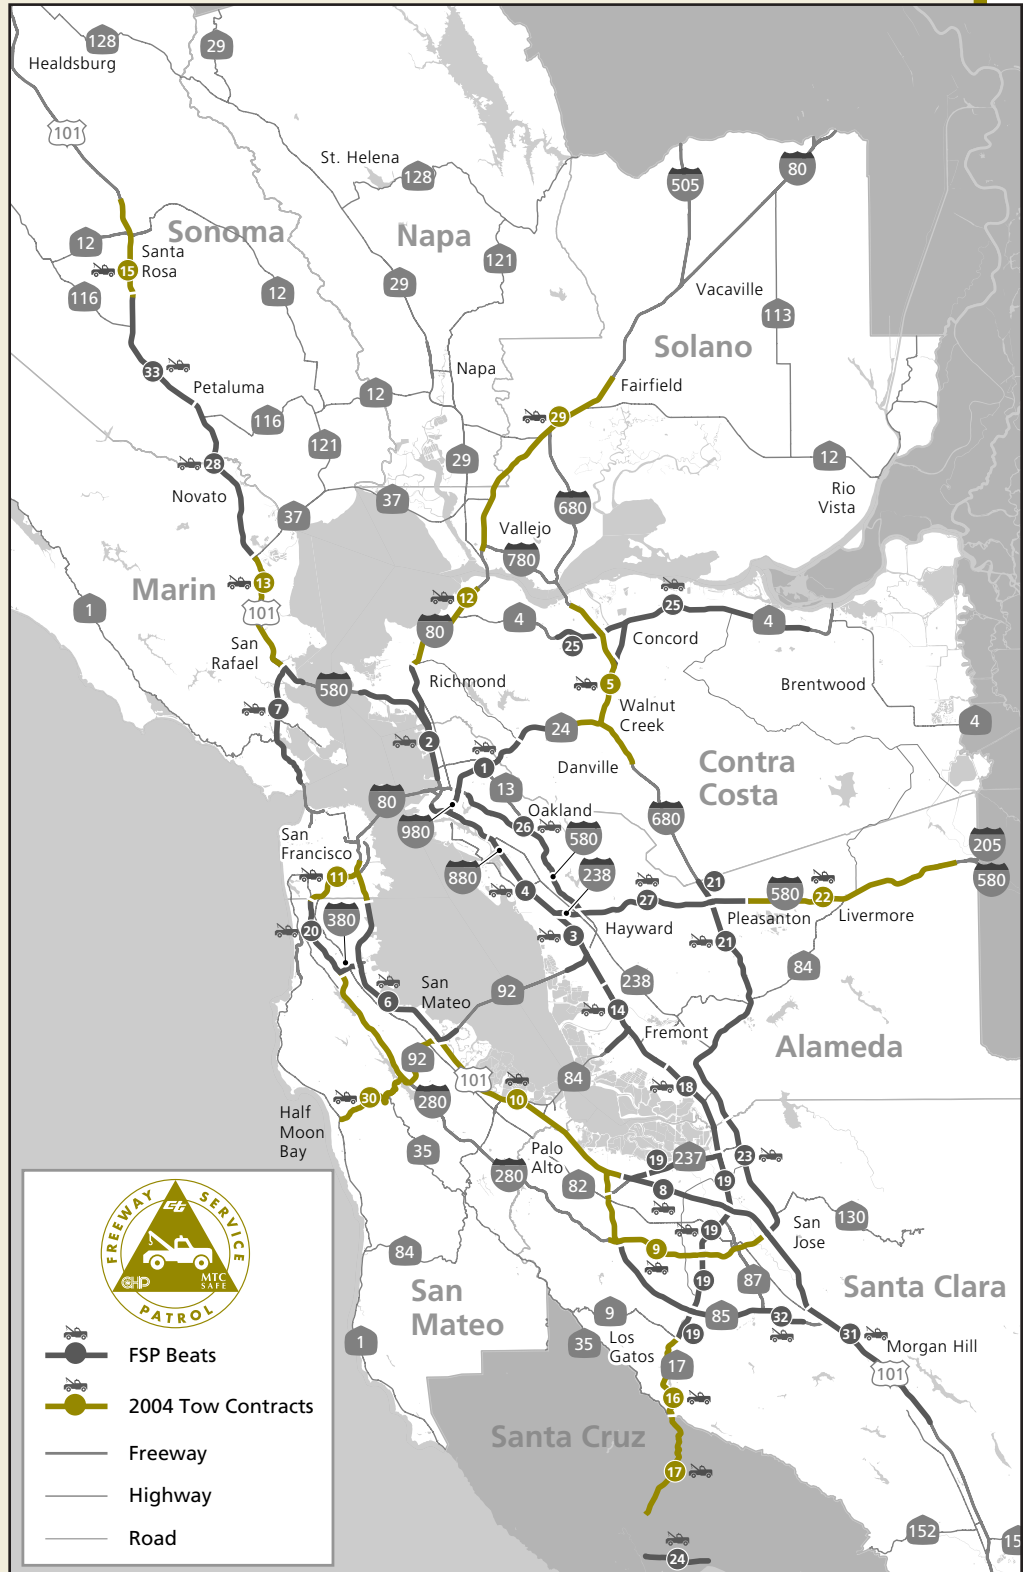 128
29
Healdsburg
101
80
St. Helena
128
505
Sonoma
Napa
12
Santa
Rosa
15
121
116
12
29
Vacaville
113
Solano
33
Petaluma
Napa
Fairfield
12
29
116
121
28
29
12
Novato
37
37
680
Rio
Vista
Vallejo
780
Marin
13
12
1
101
4
25
4
80
25
Concord
San
Rafael
580
Richmond
5
Brentwood
7
Walnut
Creek
4
24
2
1
Danville
Contra
Costa
13
80
Oakland
680
980
26
580
205
San
Francisco
238
11
880
21
580
580
4
27
22
20
380
Pleasanton
Livermore
Hayward
3
21
84
San
Mateo
92
238
6
14
Fremont
Alameda
92
101
84
18
30
280
10
Half
Moon
Bay
35
Palo
Alto
19
237
23
280
82
8
19
19
San
Jose
130
9
84
19
87
Santa Clara
San
Mateo
9
85
32
1
35
Los
Gatos
19
31
Morgan Hill
17
101
16
Santa Cruz
17
152
15
24
FREEWAY SERVICE
PATROL
ct
CHP
MTC
SAFE
FSP Beats
2004 Tow Contracts
Freeway
Highway
Road